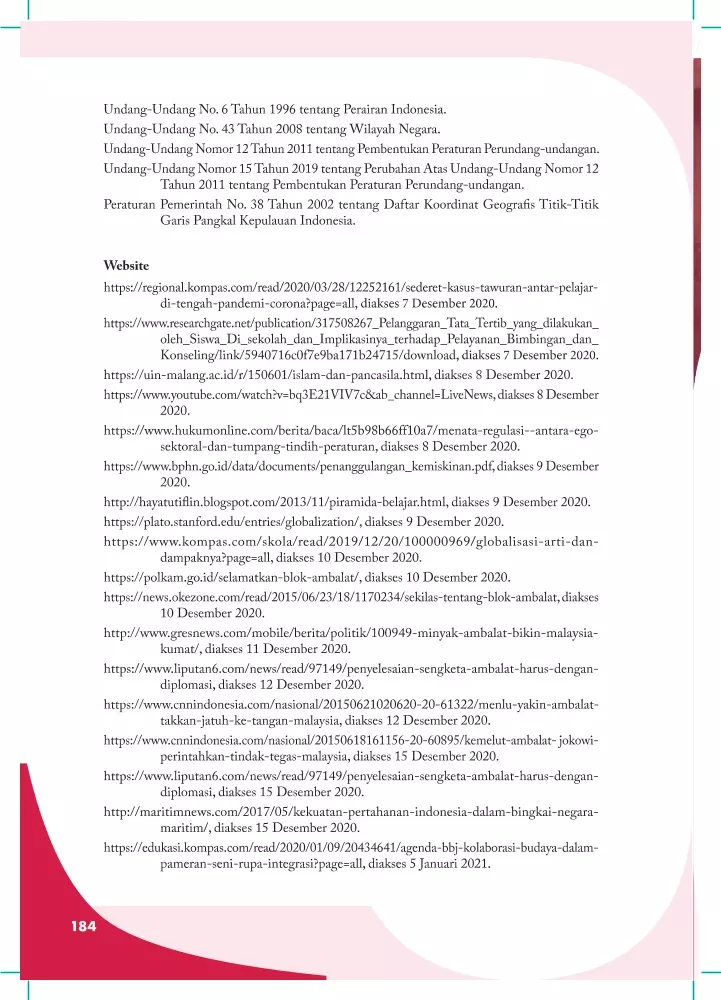 Undang-Undang No. 6 Tahun 1996 tentang Perairan Indonesia.
Undang-Undang No. 43 Tahun 2008 tentang Wilayah Negara.
Undang-Undang Nomor 12 Tahun 2011 tentang Pembentukan Peraturan Perundang-undangan.
Undang-Undang Nomor 15 Tahun 2019 tentang Perubahan Atas Undang-Undang Nomor 12
Tahun 2011 tentang Pembentukan Peraturan Perundang-undangan.
Peraturan Pemerintah No. 38 Tahun 2002 tentang Daftar Koordinat Geografis Titik-Titik
Garis Pangkal Kepulauan Indonesia.
Website
https://regional.kompas.com/read/2020/03/28/12252161/sederet-kasus-tawuran-antar-pelajar-
di-tengah-pandemi-corona?page=all, diakses 7 Desember 2020.
https://www.researchgate.net/publication/317508267_Pelanggaran_Tata_Tertib_yang_dilakukan_
oleh_Siswa_Di_sekolah_dan_Implikasinya_terhadap_Pelayanan_Bimbingan_dan_
Konseling/link/5940716c0f7e9ba171b24715/download, diakses 7 Desember 2020.
https://uin-malang.ac.id/r/150601/islam-dan-pancasila.html, diakses 8 Desember 2020.
https://www.youtube.com/watch?v=bq3E21VIV7c&ab_channel=LiveNews, diakses 8 Desember
2020.
https://www.hukumonline.com/berita/baca/lt5b98b66ff10a7/menata-regulasi--antara-ego-
sektoral-dan-tumpang-tindih-peraturan, diakses 8 Desember 2020.
https://www.bphn.go.id/data/documents/penanggulangan_kemiskinan.pdf, diakses 9 Desember
2020.
http://hayatutiflin.blogspot.com/2013/11/piramida-belajar.html, diakses 9 Desember 2020.
https://plato.stanford.edu/entries/globalization/, diakses 9 Desember 2020.
https://www.kompas.com/skola/read/2019/12/20/100000969/globalisasi-arti-dan-
dampaknya?page=all, diakses 10 Desember 2020.
https://polkam.go.id/selamatkan-blok-ambalat/, diakses 10 Desember 2020.
https://news.okezone.com/read/2015/06/23/18/1170234/sekilas-tentang-blok-ambalat, diakses
10 Desember 2020.
http://www.gresnews.com/mobile/berita/politik/100949-minyak-ambalat-bikin-malaysia-
kumat/, diakses 11 Desember 2020.
https://www.liputan6.com/news/read/97149/penyelesaian-sengketa-ambalat-harus-dengan-
diplomasi, diakses 12 Desember 2020.
https://www.cnnindonesia.com/nasional/20150621020620-20-61322/menlu-yakin-ambalat-
takkan-jatuh-ke-tangan-malaysia, diakses 12 Desember 2020.
https://www.cnnindonesia.com/nasional/20150618161156-20-60895/kemelut-ambalat- jokowi-
perintahkan-tindak-tegas-malaysia, diakses 15 Desember 2020.
https://www.liputan6.com/news/read/97149/penyelesaian-sengketa-ambalat-harus-dengan-
diplomasi, diakses 15 Desember 2020.
http://maritimnews.com/2017/05/kekuatan-pertahanan-indonesia-dalam-bingkai-negara-
maritim/, diakses 15 Desember 2020.
https://edukasi.kompas.com/read/2020/01/09/20434641/agenda-bbj-kolaborasi-budaya-dalam-
pameran-seni-rupa-integrasi?page=all, diakses 5 Januari 2021.
184